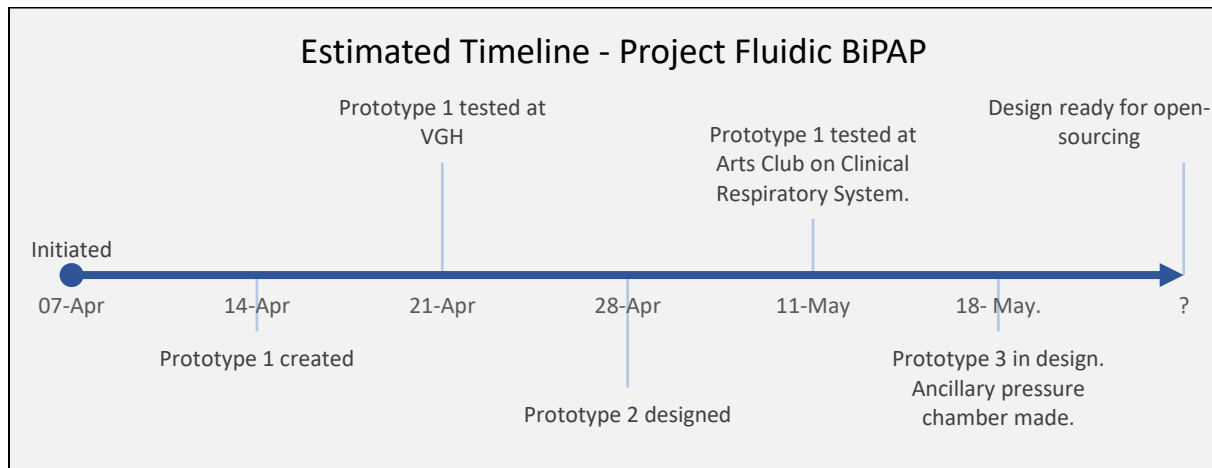 Estimated Timeline - Project Fluidic BiPAP
Prototype 1 tested at
VGH
Prototype 1 tested at
Arts Club on Clinical
Respiratory System.
Design ready for open-
sourcing
Initiated
07-Apr
14-Apr
21-Apr
28-Apr
11-May
18- May.
?
Prototype 1 created
Prototype 2 designed
Prototype 3 in design.
Ancillary pressure
chamber made.